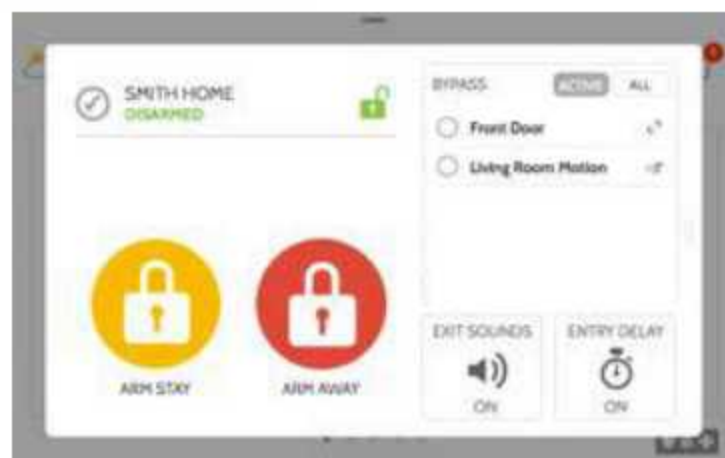 SMITH HOME
DISARMED
BYPASS
ACTIVE
ALL
Front Door
Living Room Motion
ARM STAY
ARM AWAY
EXIT SOUNDS
ON
ENTRY DELAY
ON